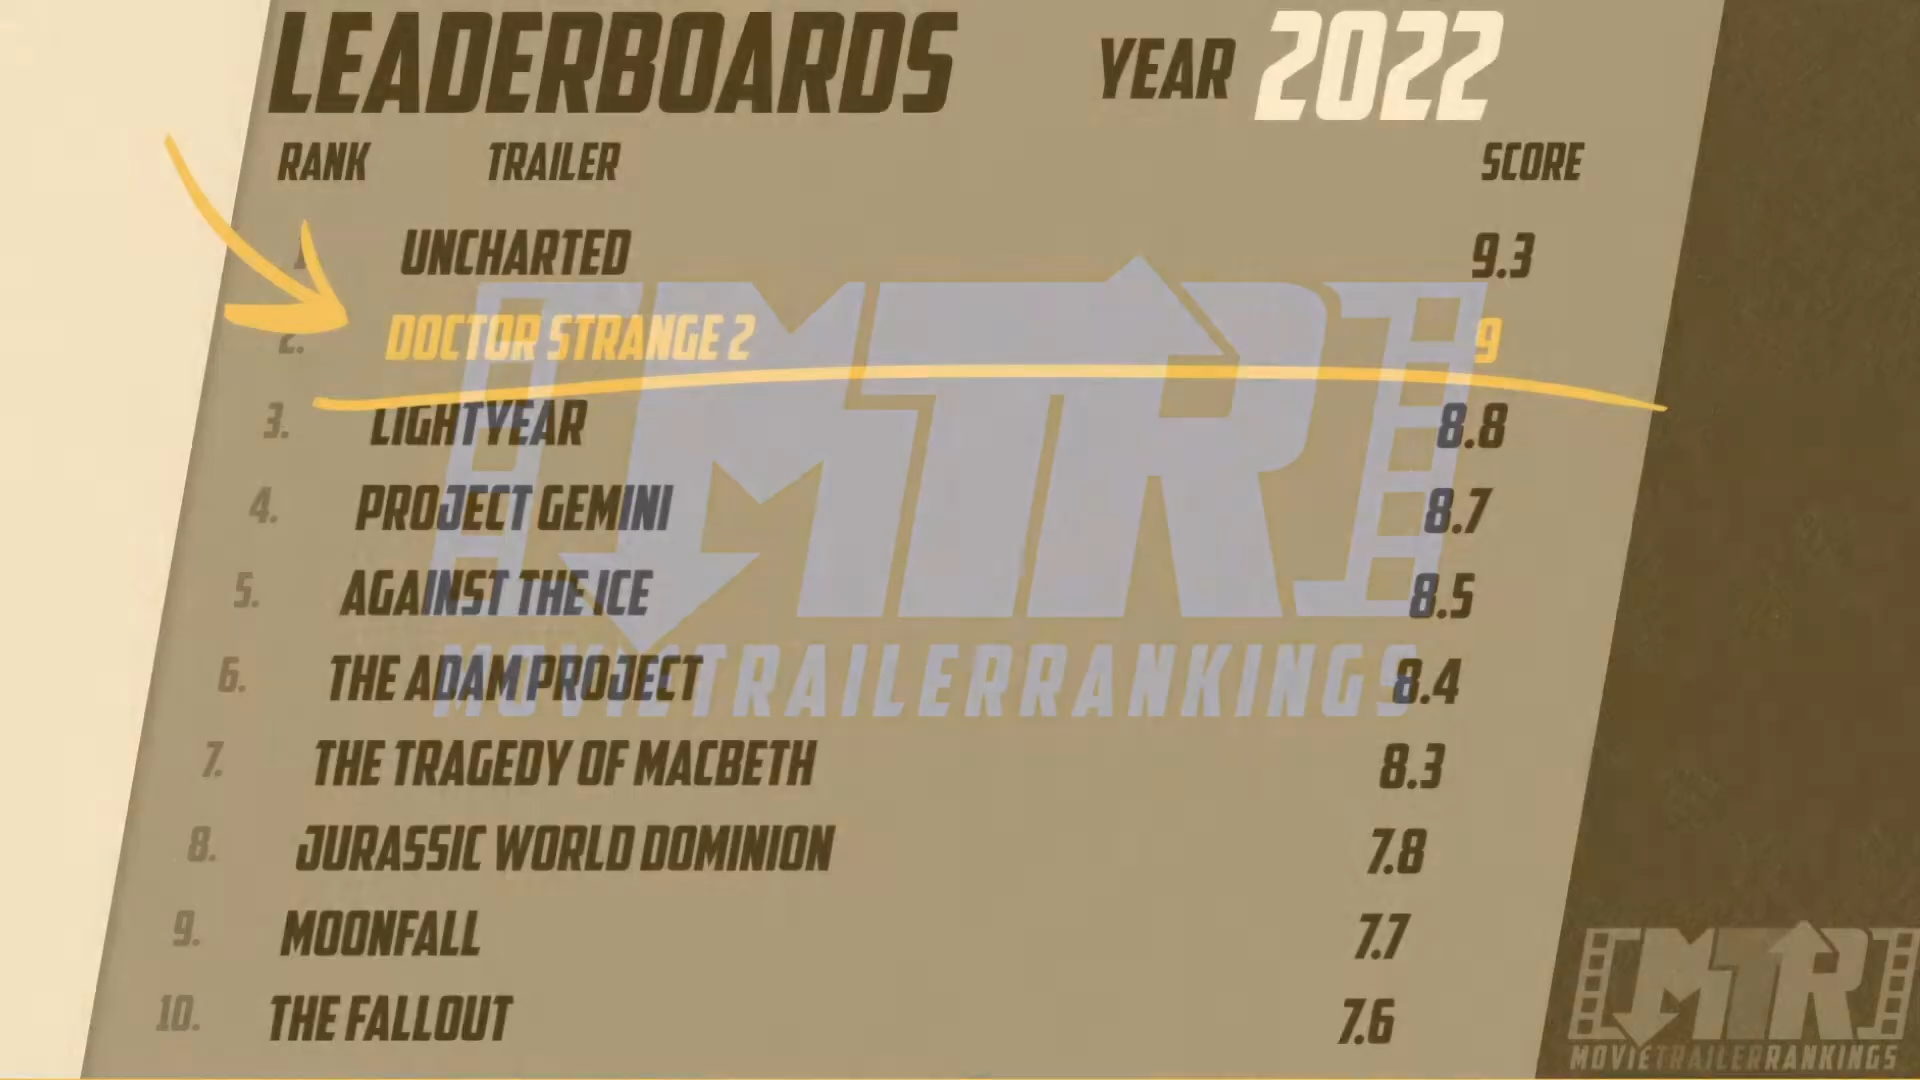 LEADERBOARDS YEAR 2022
RANK TRAILER SCORE
1. UNCHARTED 9.3
2. DOCTOR STRANGE 2 9
3. LIGHTYEAR 8.8
4. PROJECT GEMINI 8.7
5. AGAINST THE ICE 8.5
6. THE ADAM PROJECT 8.4
7. THE TRAGEDY OF MACBETH 8.3
8. JURASSIC WORLD DOMINION 7.8
9. MOONFALL 7.7
10. THE FALLOUT 7.6
MTR
MOVIETRAILERRANKINGS
MTR
MOVIETRAILERRANKINGS